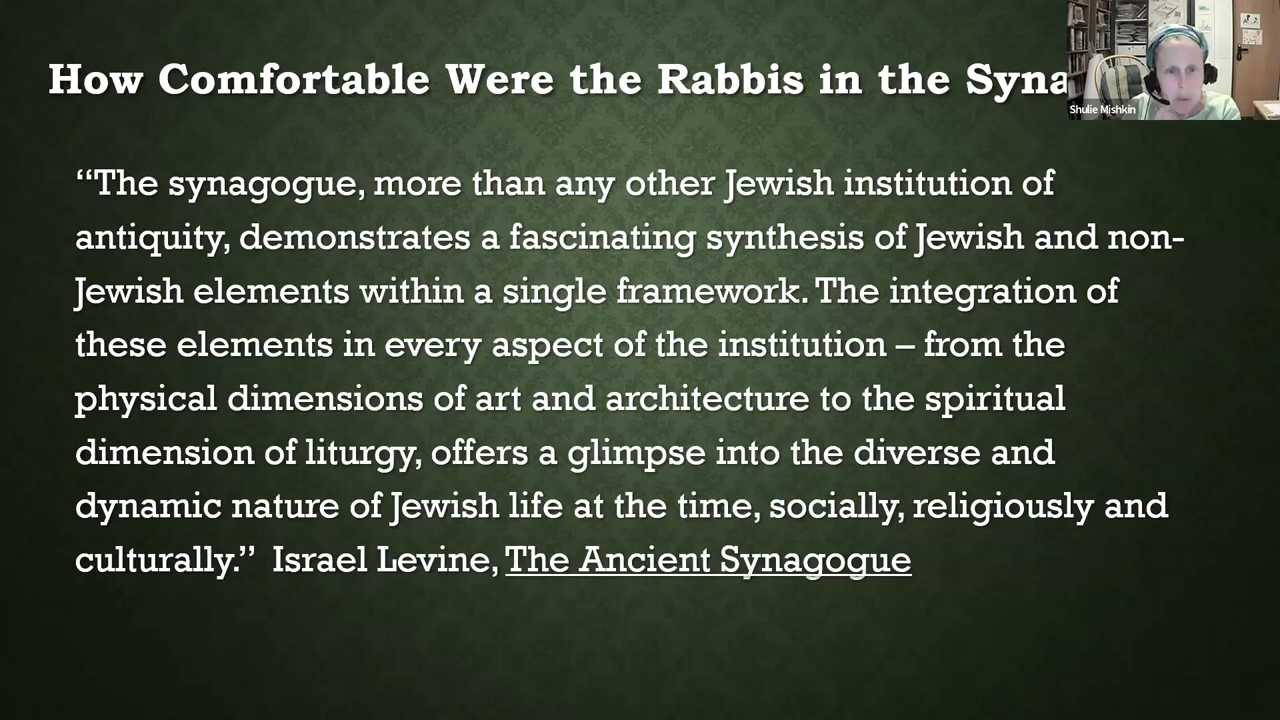 How Comfortable Were the Rabbis in the Syna
Shulie Mishkin
“The synagogue, more than any other Jewish institution of
antiquity, demonstrates a fascinating synthesis of Jewish and non-
Jewish elements within a single framework. The integration of
these elements in every aspect of the institution – from the
physical dimensions of art and architecture to the spiritual
dimension of liturgy, offers a glimpse into the diverse and
dynamic nature of Jewish life at the time, socially, religiously and
culturally.” Israel Levine, The Ancient Synagogue